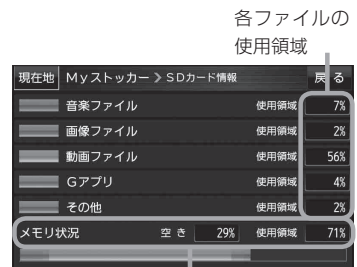 各ファイルの
使用領域
現在地 Myストッカー > SDカード情報 戻る
音楽ファイル 使用領域 7%
画像ファイル 使用領域 2%
動画ファイル 使用領域 56%
Gアプリ 使用領域 4%
その他 使用領域 2%
メモリ状況 空き 29% 使用領域 71%